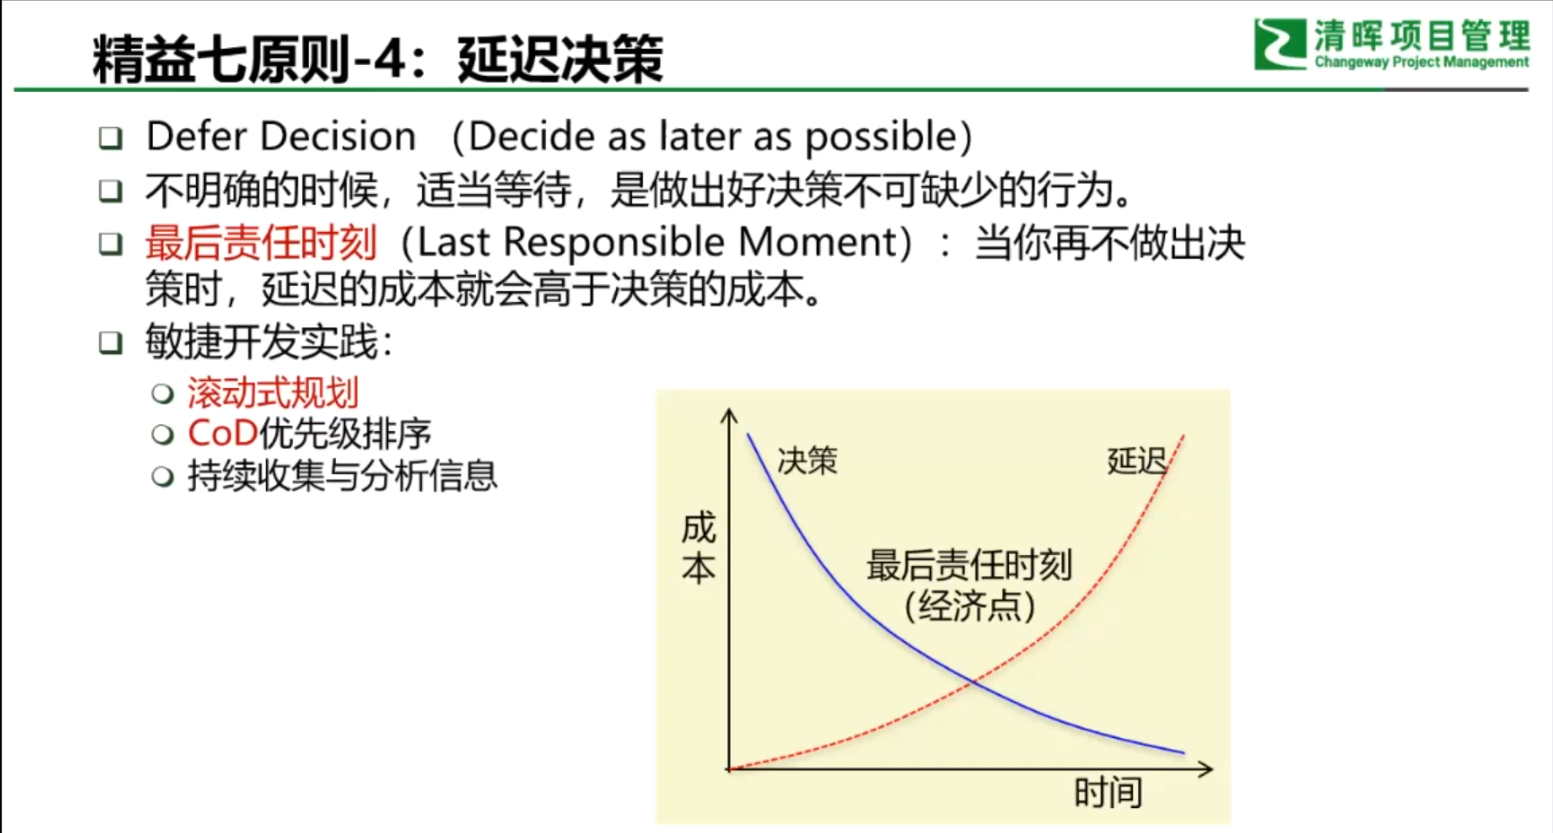 精益七原则-4：延迟决策
清晖项目管理
Changeway Project Management
Defer Decision （Decide as later as possible）
不明确的时候，适当等待，是做出好决策不可缺少的行为。
最后责任时刻（Last Responsible Moment）：当你再不做出决
策时，延迟的成本就会高于决策的成本。
敏捷开发实践：
滚动式规划
CoD优先级排序
持续收集与分析信息
决策
延迟
成
本
最后责任时刻
（经济点）
时间